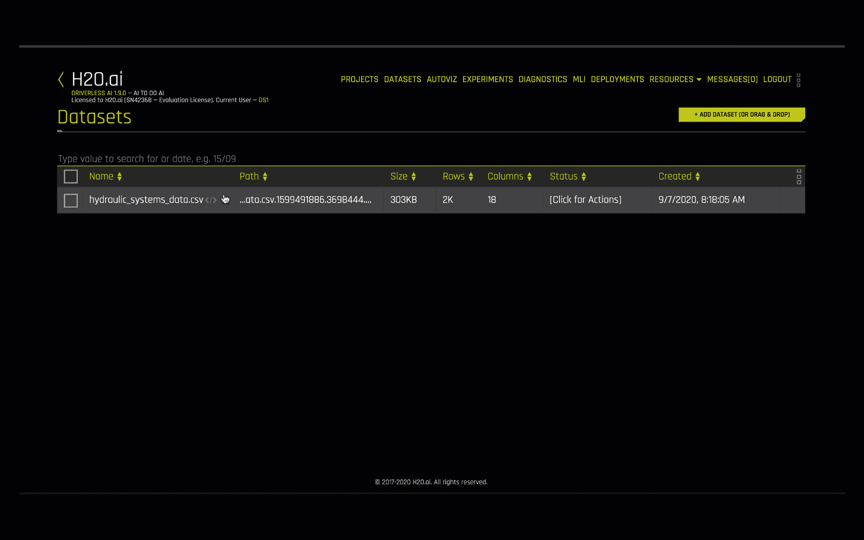 H2O.ai
DRIVERLESS AI 1.9.0 – AI TO DO AI
Licensed to H2O.ai (SN42368 – Evaluation License). Current User – DS1
PROJECTS DATASETS AUTOVIZ EXPERIMENTS DIAGNOSTICS MLI DEPLOYMENTS RESOURCES MESSAGES[0] LOGOUT
Datasets
+ ADD DATASET (OR DRAG & DROP)
Type value to search for or date, e.g. 15/09
Name Path Size Rows Columns Status Created
hydraulic_systems_data.csv </> ...ata.csv.1599491886.3698444.... 303KB 2K 18 [Click for Actions] 9/7/2020, 8:18:05 AM
© 2017-2020 H2O.ai. All rights reserved.